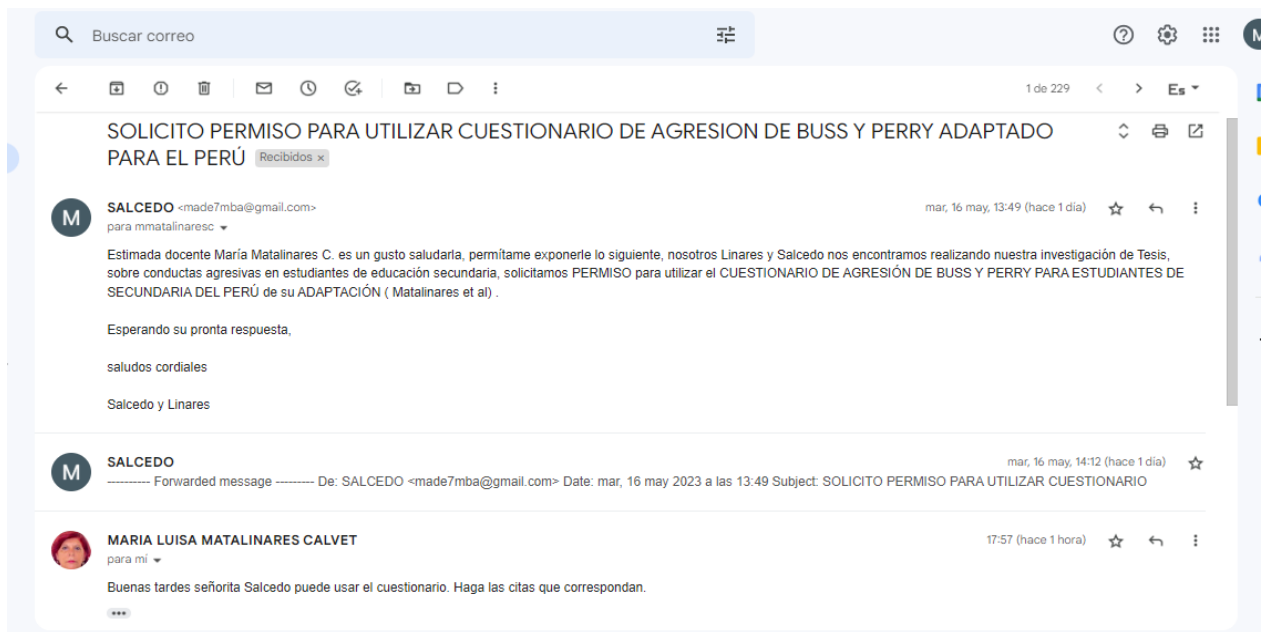 Buscar correo
M
1 de 229
Es
SOLICITO PERMISO PARA UTILIZAR CUESTIONARIO DE AGRESION DE BUSS Y PERRY ADAPTADO
PARA EL PERÚ Recibidos x
M
SALCEDO <made7mba@gmail.com>
mar, 16 may, 13:49 (hace 1 día)
para mmatalinaresc
Estimada docente María Matalinares C. es un gusto saludarla, permítame exponerle lo siguiente, nosotros Linares y Salcedo nos encontramos realizando nuestra investigación de Tesis,
sobre conductas agresivas en estudiantes de educación secundaria, solicitamos PERMISO para utilizar el CUESTIONARIO DE AGRESIÓN DE BUSS Y PERRY PARA ESTUDIANTES DE
SECUNDARIA DEL PERÚ de su ADAPTACIÓN ( Matalinares et al) .
Esperando su pronta respuesta,
saludos cordiales
Salcedo y Linares
M
SALCEDO
mar, 16 may, 14:12 (hace 1 día)
---------- Forwarded message --------- De: SALCEDO <made7mba@gmail.com> Date: mar, 16 may 2023 a las 13:49 Subject: SOLICITO PERMISO PARA UTILIZAR CUESTIONARIO
MARIA LUISA MATALINARES CALVET
17:57 (hace 1 hora)
para mí
Buenas tardes señorita Salcedo puede usar el cuestionario. Haga las citas que correspondan.